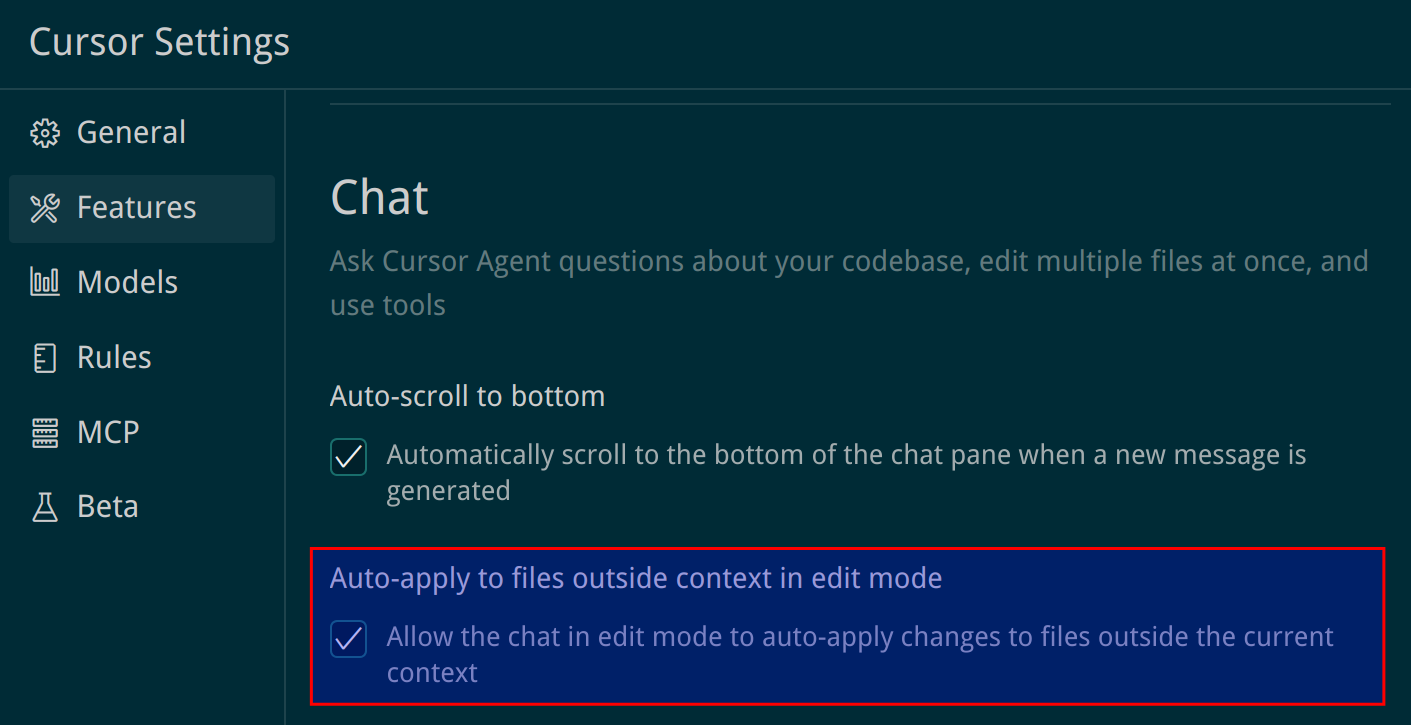 Cursor Settings
General
Features
Models
Rules
MCP
Beta
Chat
Ask Cursor Agent questions about your codebase, edit multiple files at once, and
use tools
Auto-scroll to bottom
Automatically scroll to the bottom of the chat pane when a new message is
generated
Auto-apply to files outside context in edit mode
Allow the chat in edit mode to auto-apply changes to files outside the current
context